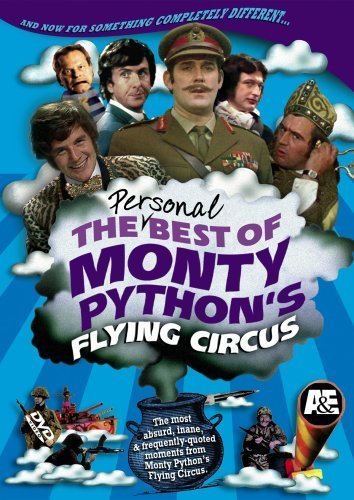 AND NOW FOR SOMETHING COMPLETELY DIFFERENT...
Personal
THE BEST OF
MONTY
PYTHON'S
FLYING CIRCUS
A&E
DVD
The most
absurd, inane,
& frequently-quoted
moments from
Monty Python's
Flying Circus.